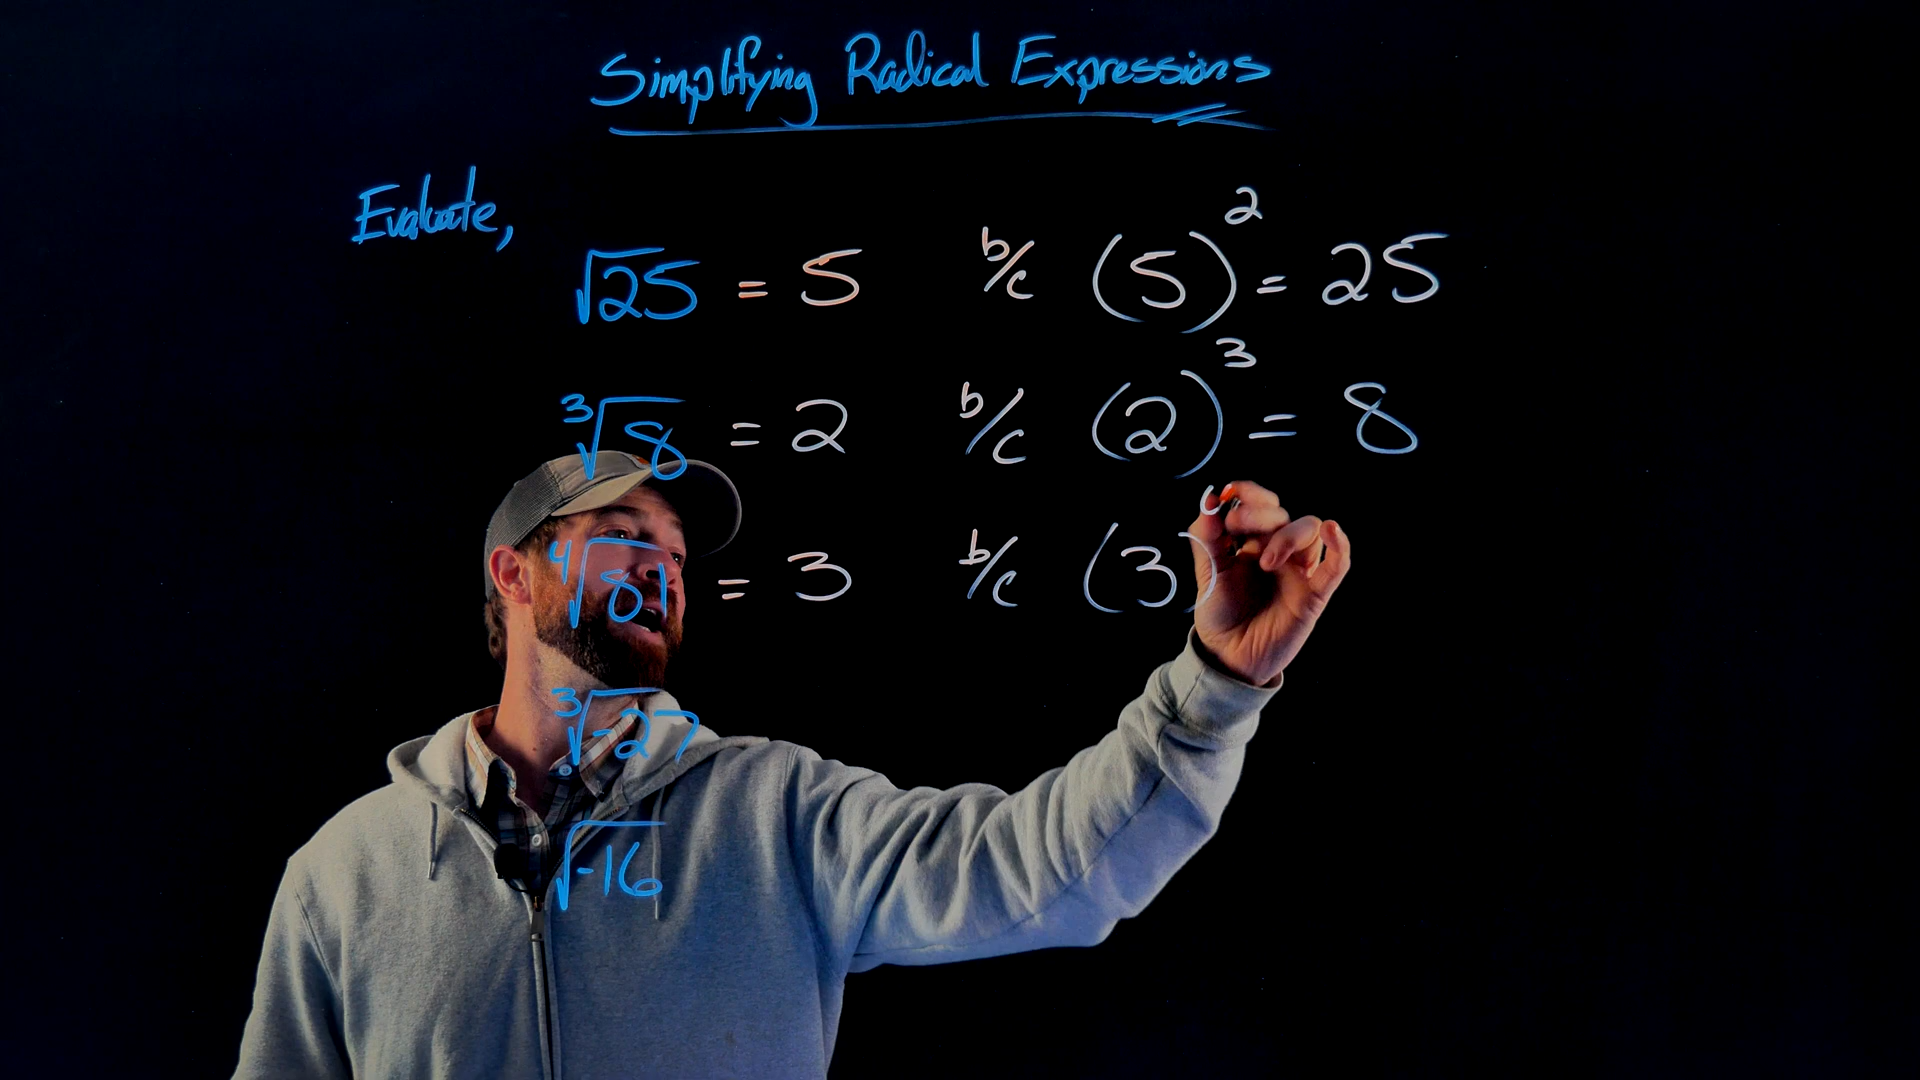 Simplifying Radical Expressions
Evaluate,
√25 = 5 b/c (5)² = 25
³√8 = 2 b/c (2)³ = 8
⁴√81 = 3 b/c (3)
³√-27
√-16